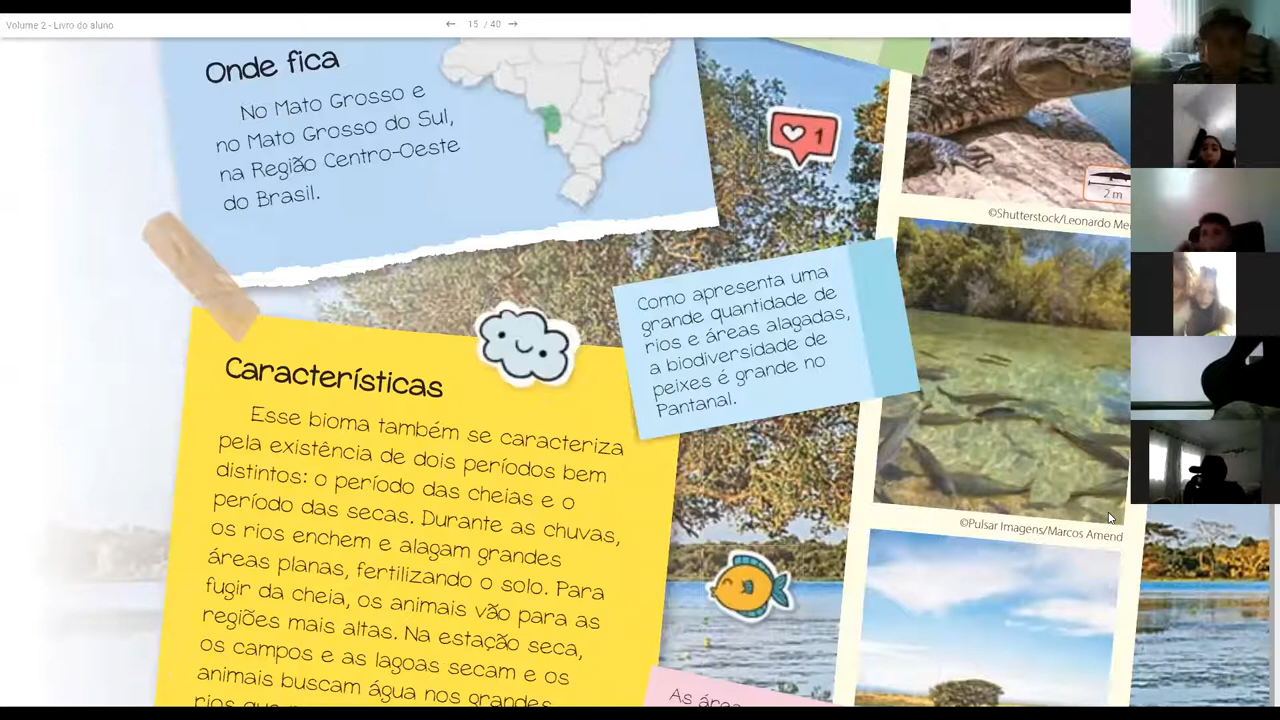 Volume 2 - Livro do aluno
15 / 40
Onde fica
No Mato Grosso e
no Mato Grosso do Sul,
na Região Centro-Oeste
do Brasil.
1
2 m
©Shutterstock/Leonardo Me
Como apresenta uma
grande quantidade de
rios e áreas alagadas,
a biodiversidade de
peixes é grande no
Pantanal.
Características
Esse bioma também se caracteriza
pela existência de dois períodos bem
distintos: o período das cheias e o
período das secas. Durante as chuvas,
os rios enchem e alagam grandes
áreas planas, fertilizando o solo. Para
fugir da cheia, os animais vão para as
regiões mais altas. Na estação seca,
os campos e as lagoas secam e os
animais buscam água nos grandes
rios que
©Pulsar Imagens/Marcos Amend
As área